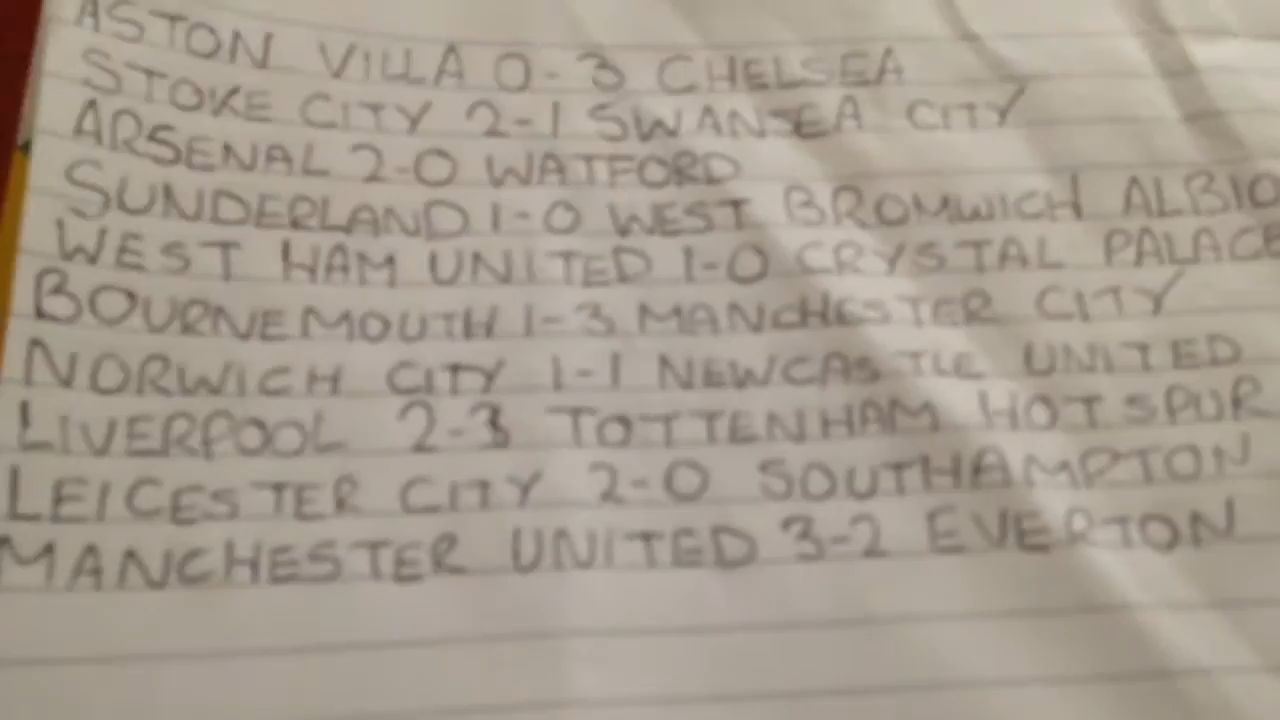 ASTON VILLA 0-3 CHELSEA
STOKE CITY 2-1 SWANSEA CITY
ARSENAL 2-0 WATFORD
SUNDERLAND 1-0 WEST BROMWICH ALBIO
WEST HAM UNITED 1-0 CRYSTAL PALACE
BOURNEMOUTH 1-3 MANCHESTER CITY
NORWICH CITY 1-1 NEWCASTLE UNITED
LIVERPOOL 2-3 TOTTENHAM HOTSPUR
LEICESTER CITY 2-0 SOUTHAMPTON
MANCHESTER UNITED 3-2 EVERTON